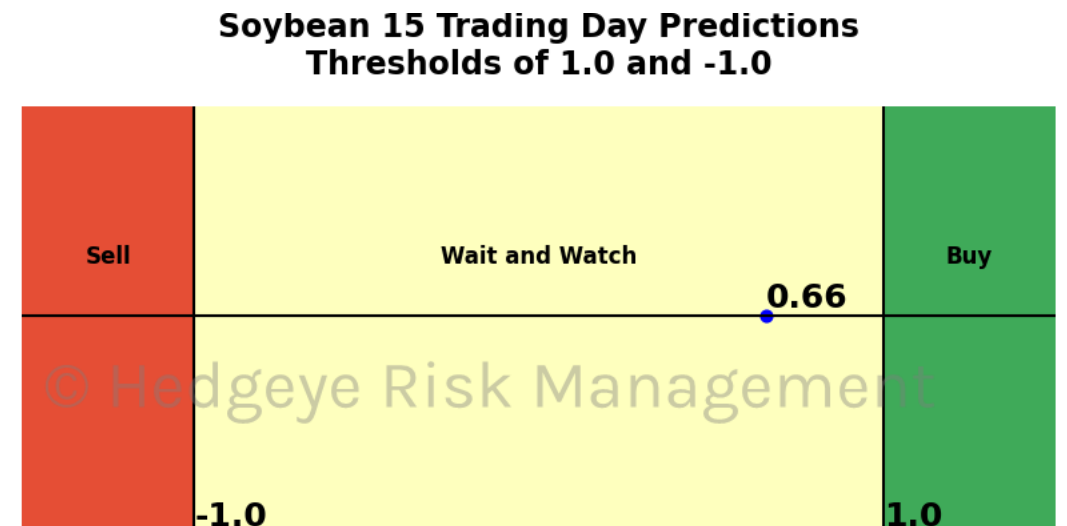 Soybean 15 Trading Day Predictions
Thresholds of 1.0 and -1.0
Sell
Wait and Watch
Buy
0.66
© Hedgeye Risk Management
-1.0
1.0